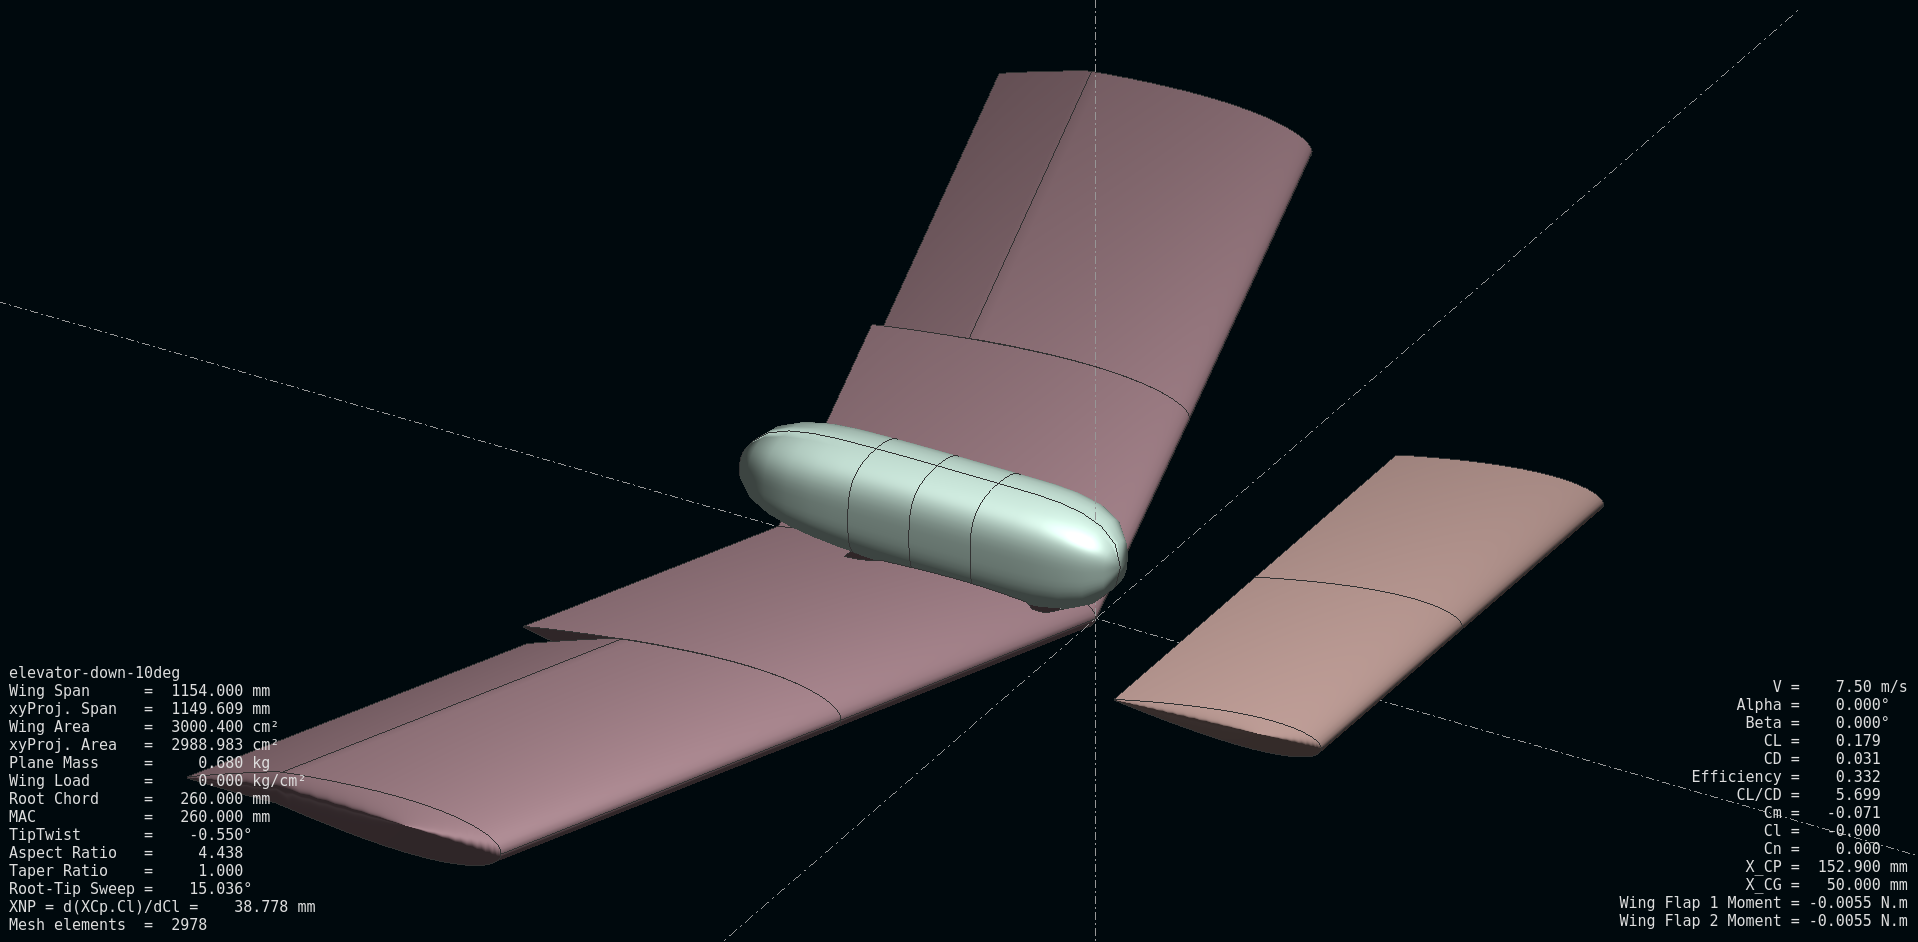 elevator-down-10deg
Wing Span = 1154.000 mm
xyProj. Span = 1149.609 mm
Wing Area = 3000.400 cm²
xyProj. Area = 2988.983 cm²
Plane Mass = 0.680 kg
Wing Load = 0.000 kg/cm²
Root Chord = 260.000 mm
MAC = 260.000 mm
TipTwist = -0.550°
Aspect Ratio = 4.438
Taper Ratio = 1.000
Root-Tip Sweep = 15.036°
XNP = d(XCp.Cl)/dCl = 38.778 mm
Mesh elements = 2978
V = 7.50 m/s
Alpha = 0.000°
Beta = 0.000°
CL = 0.179
CD = 0.031
Efficiency = 0.332
CL/CD = 5.699
Cm = -0.071
Cl = -0.000
Cn = 0.000
X_CP = 152.900 mm
X_CG = 50.000 mm
Wing Flap 1 Moment = -0.0055 N.m
Wing Flap 2 Moment = -0.0055 N.m